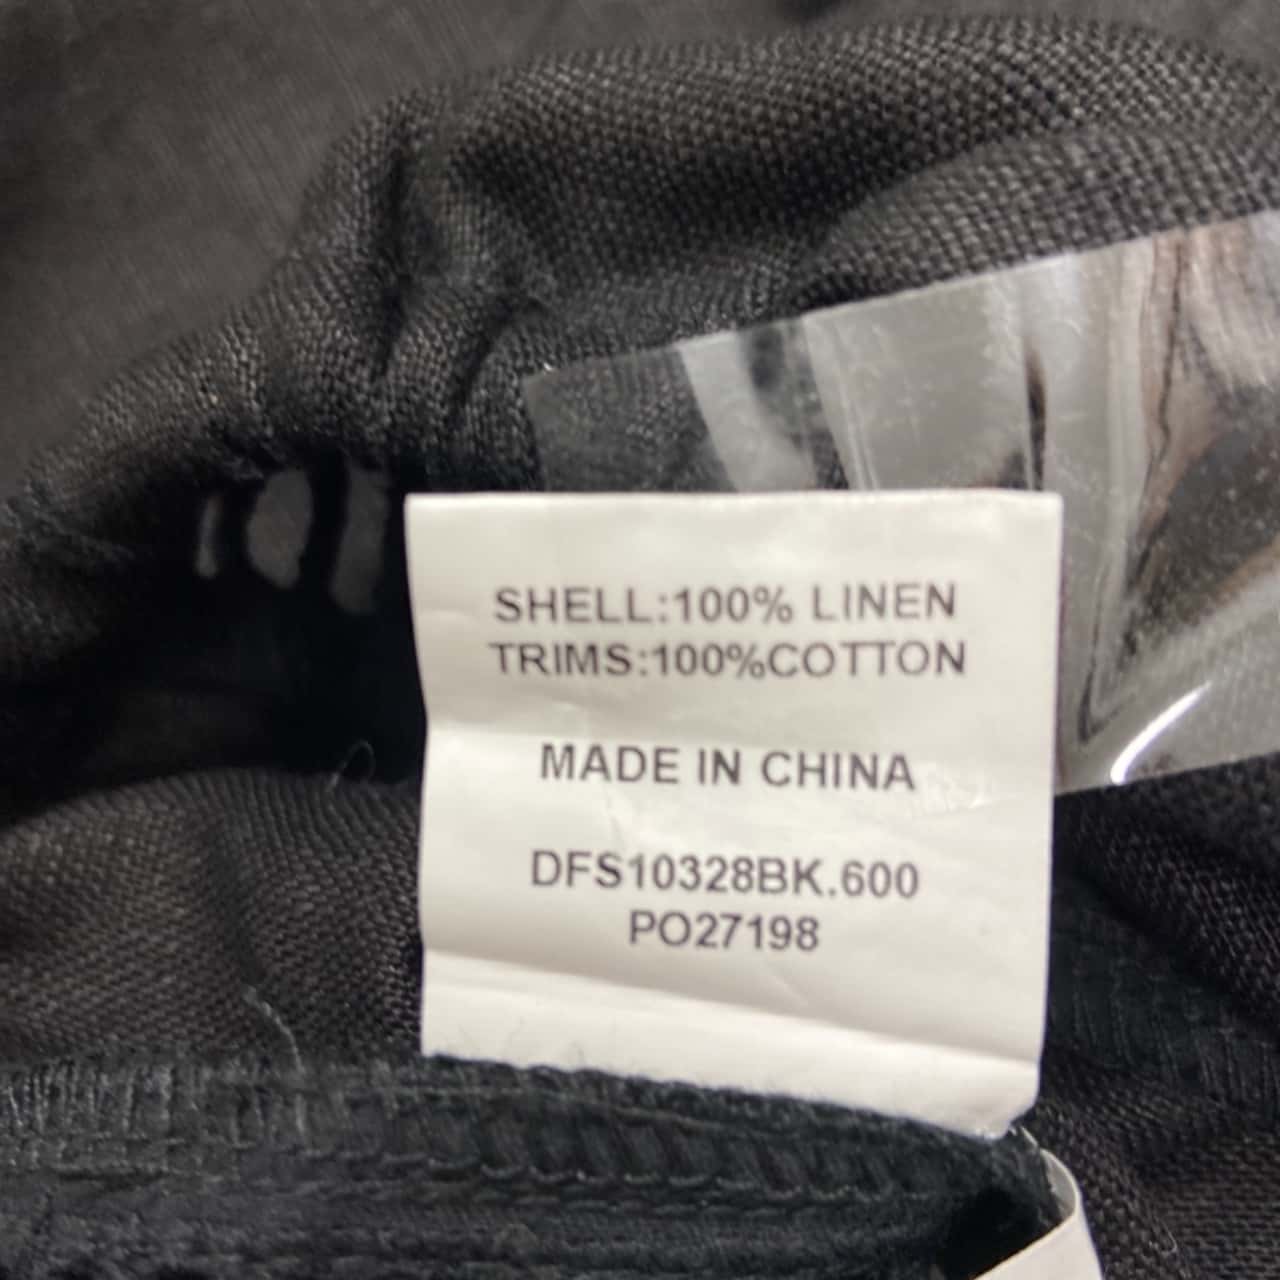 SHELL:100% LINEN
TRIMS:100%COTTON
MADE IN CHINA
DFS10328BK.600
PO27198